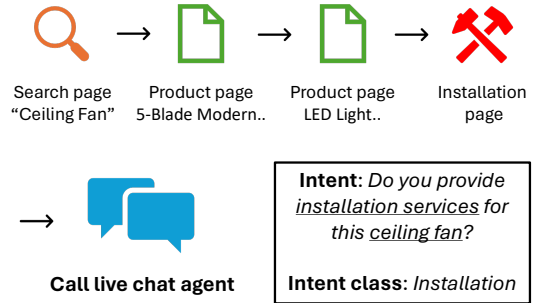 Search page
“Ceiling Fan”
Product page
5-Blade Modern..
Product page
LED Light..
Installation
page
Call live chat agent
Intent: Do you provide
installation services for
this ceiling fan?
Intent class: Installation